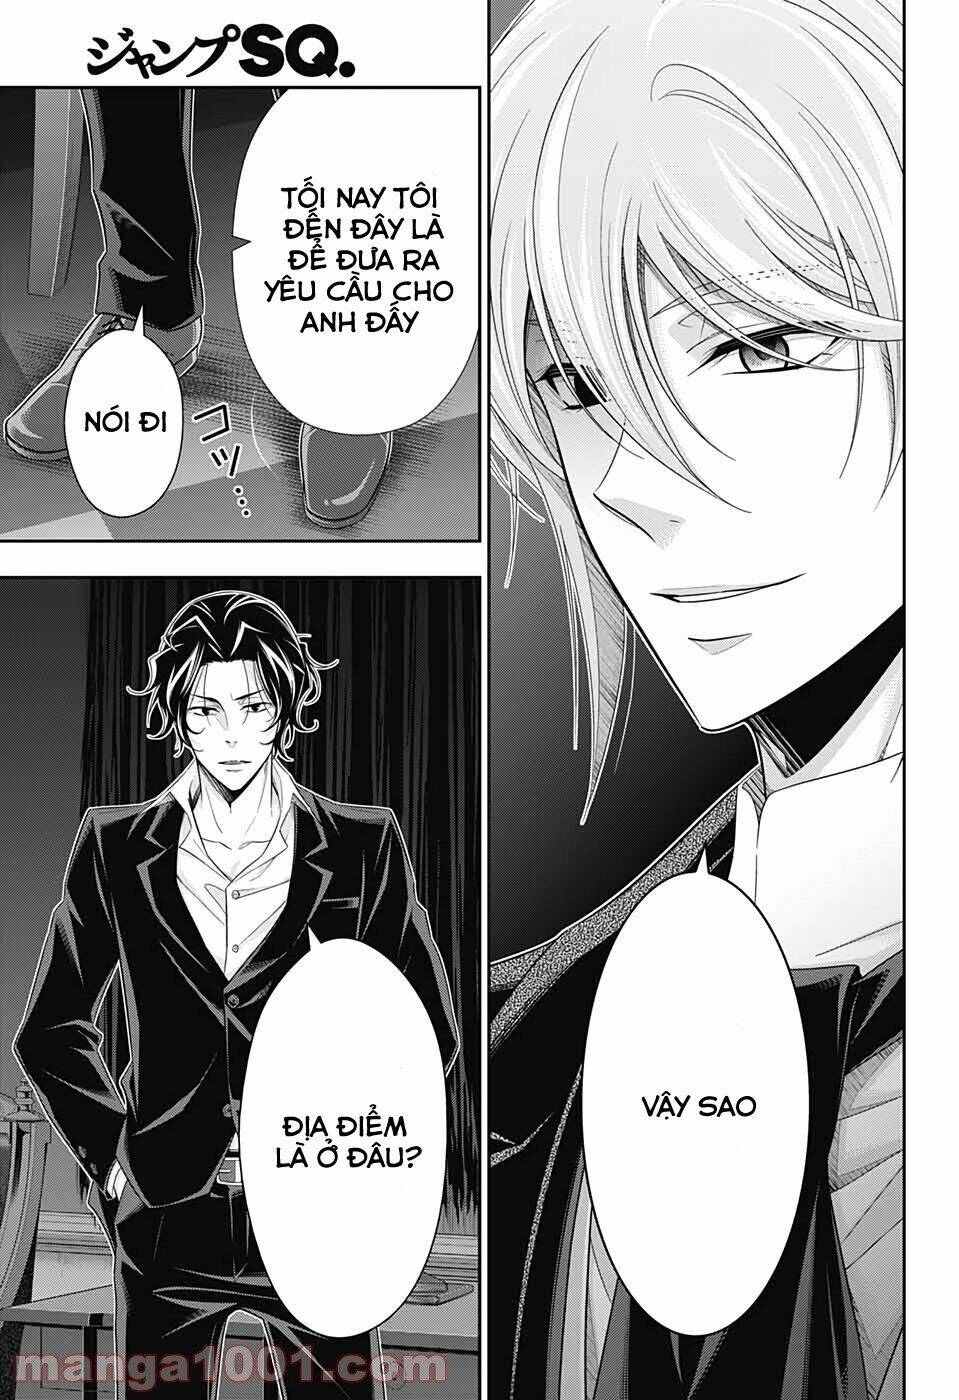 ジャンプSQ.
VẬY SAO
TỐI NAY TÔI
ĐẾN ĐÂY LÀ
ĐỂ ĐƯA RA
YÊU CẦU CHO
ANH ĐẤY
NÓI ĐI
コツ...
ĐỊA ĐIỂM
LÀ Ở ĐÂU?
manga1001.com